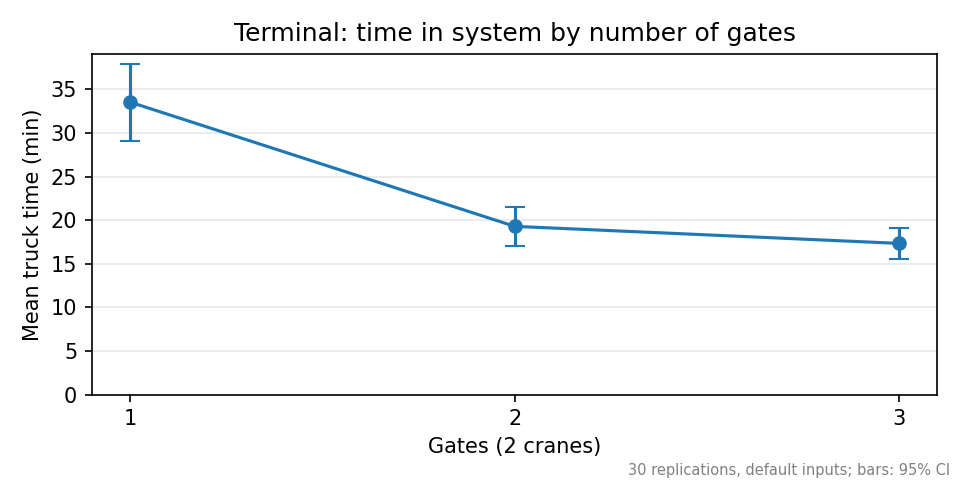 Terminal: time in system by number of gates
Mean truck time (min)
35
30
25
20
15
10
5
0
1
2
3
Gates (2 cranes)
30 replications, default inputs; bars: 95% CI